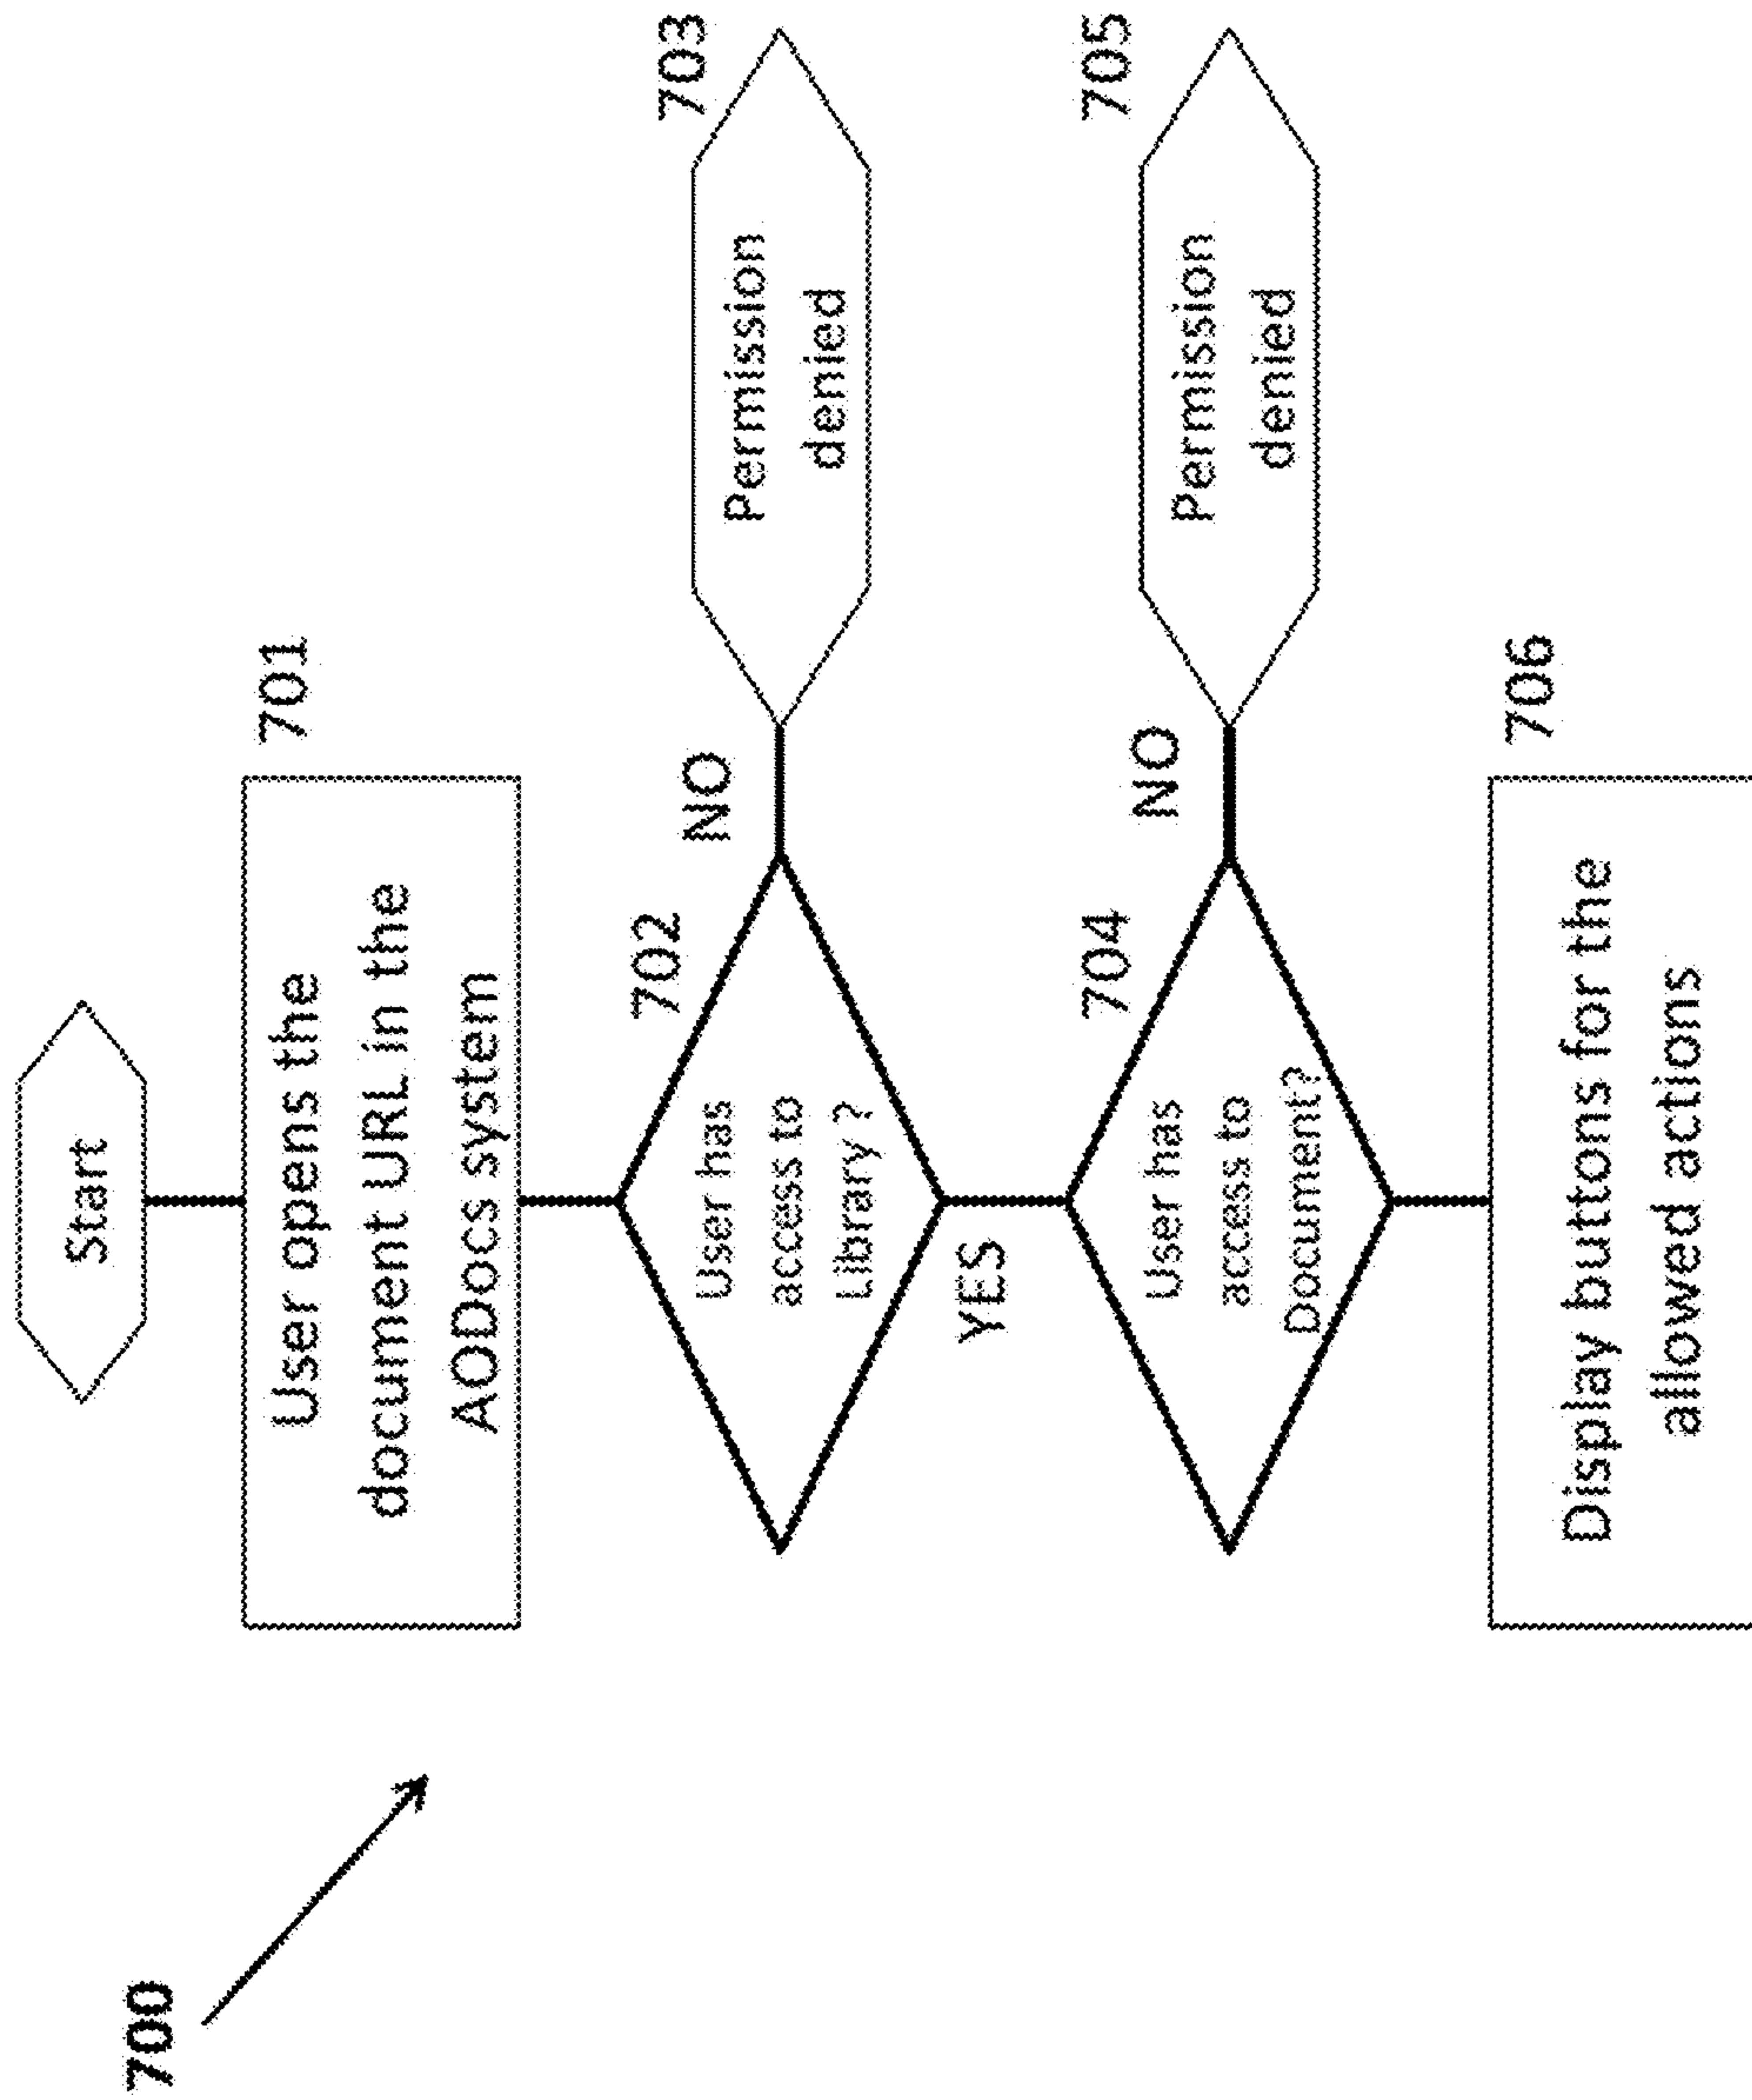 700
Start
701
User opens the
document URL in the
AODocs system
702
User has
access to
Library ?
NO
703
Permission
denied
YES
704
User has
access to
Document?
NO
705
Permission
denied
706
Display buttons for the
allowed actions